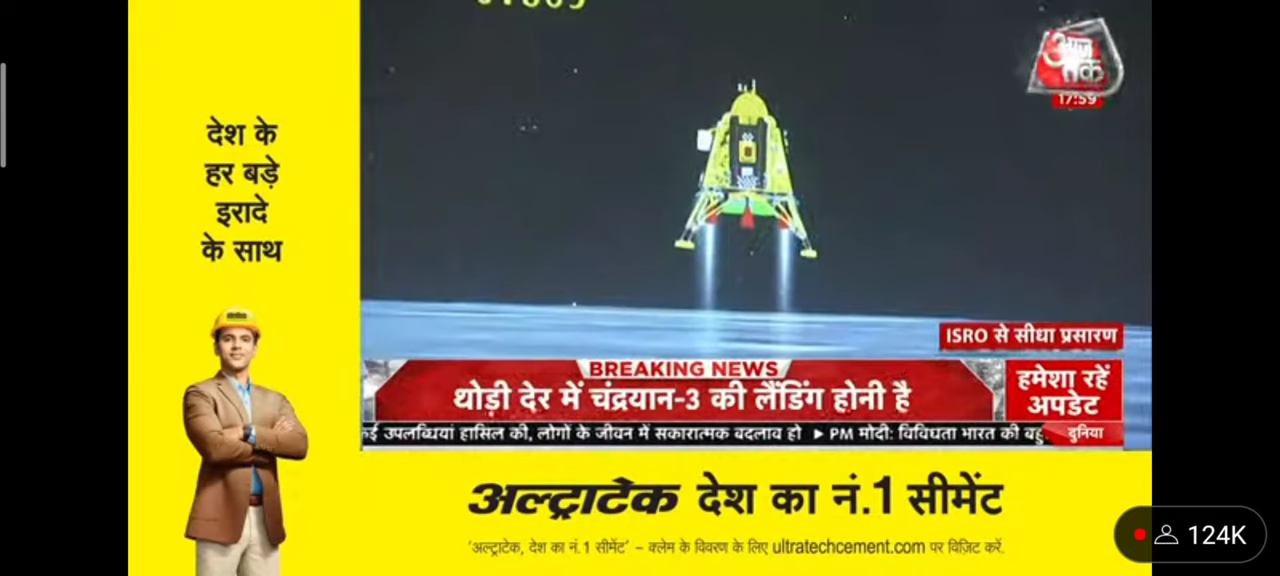 देश के
हर बड़े
इरादे
के साथ
आज
तक
17:59
ISRO से सीधा प्रसारण
BREAKING NEWS
थोड़ी देर में चंद्रयान-3 की लैंडिंग होनी है
हमेशा रहें
अपडेट
उपलब्धियां हासिल की, लोगों के जीवन में सकारात्मक बदलाव हो ▶ PM मोदी: विविधता भारत की
दुनिया
अल्ट्राटेक देश का नं.1 सीमेंट
‘अल्ट्राटेक, देश का नं.1 सीमेंट’ – क्लेम के विवरण के लिए ultratechcement.com पर विज़िट करें.
124K